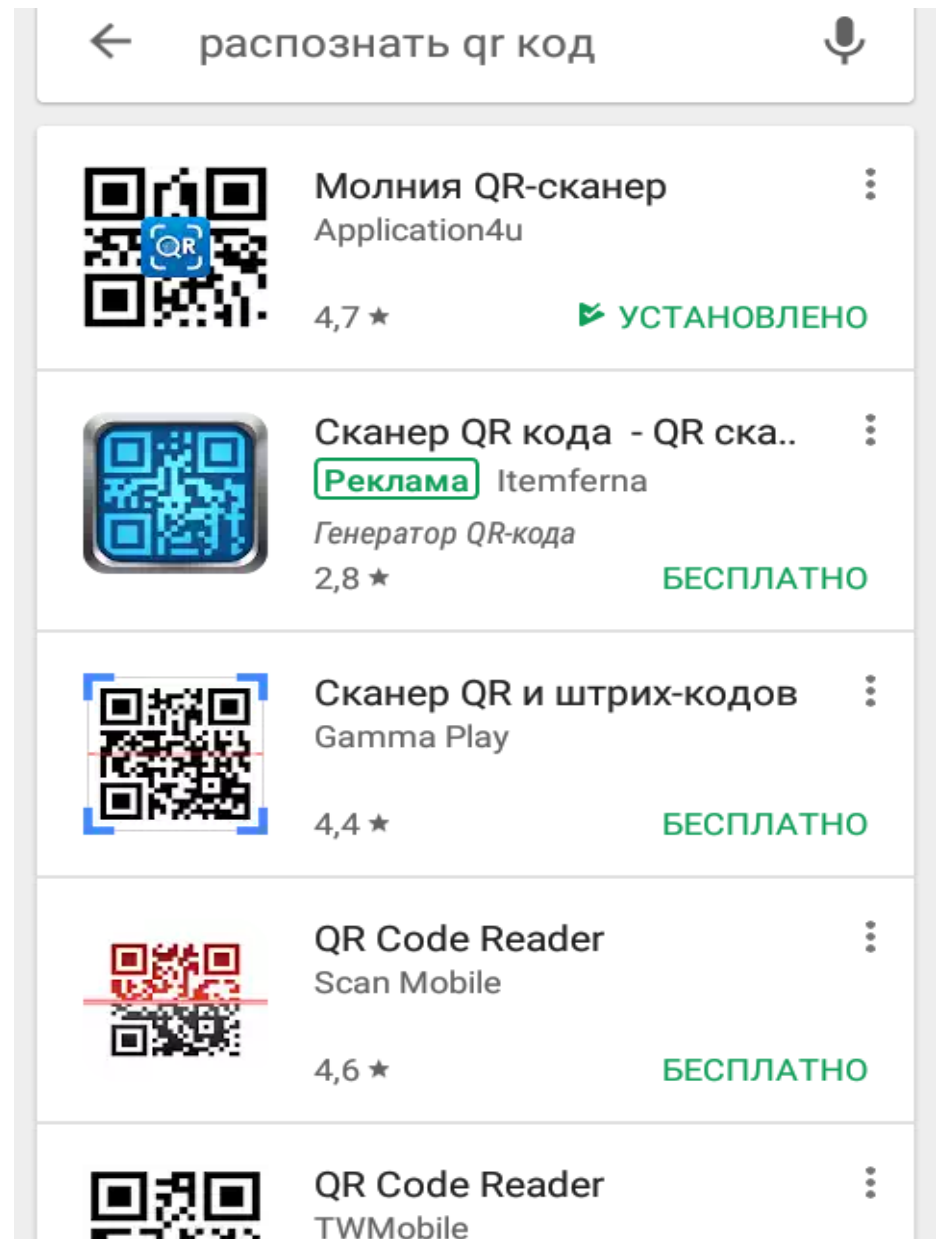 распознать qr код
Молния QR-сканер
Application4u
QR
4,7 ★ УСТАНОВЛЕНО
Сканер QR кода - QR ска..
Реклама Itemferna
Генератор QR-кода
2,8 ★ БЕСПЛАТНО
Сканер QR и штрих-кодов
Gamma Play
4,4 ★ БЕСПЛАТНО
QR Code Reader
Scan Mobile
4,6 ★ БЕСПЛАТНО
QR Code Reader
TWMobile